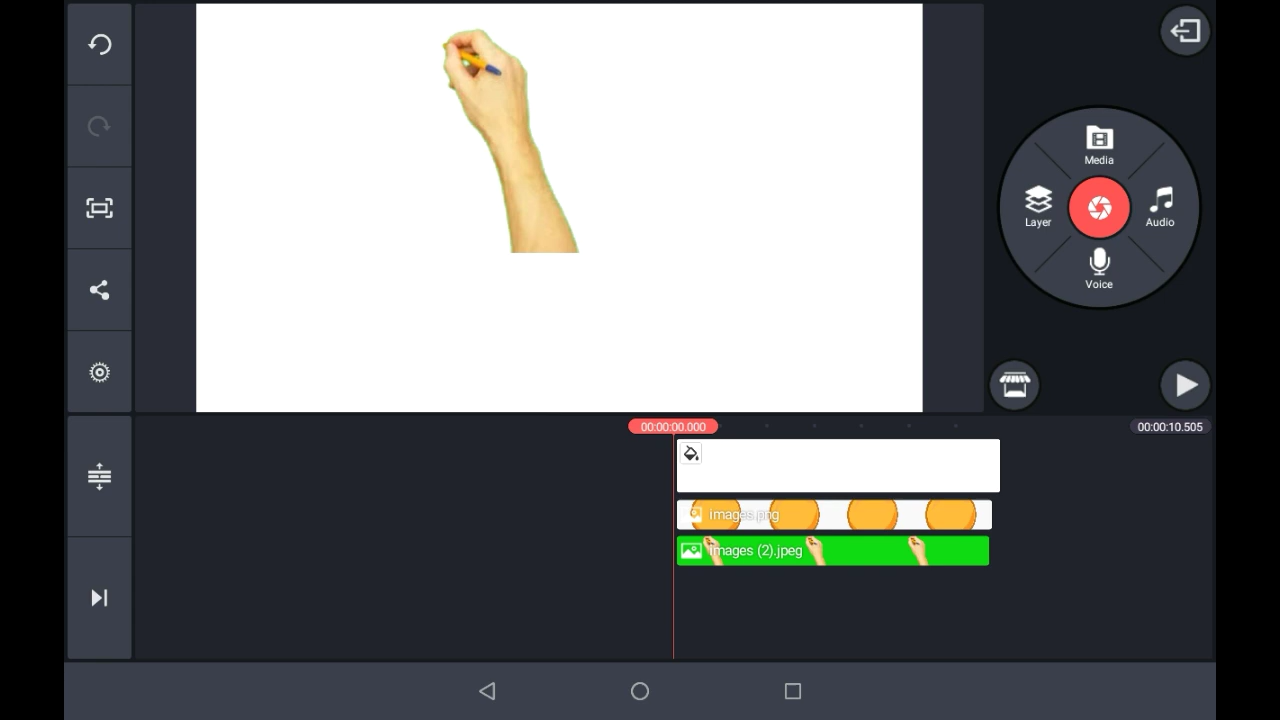 Media
Layer
Audio
Voice
00:00:00.000
00:00:10.505
images.png
images (2).jpeg